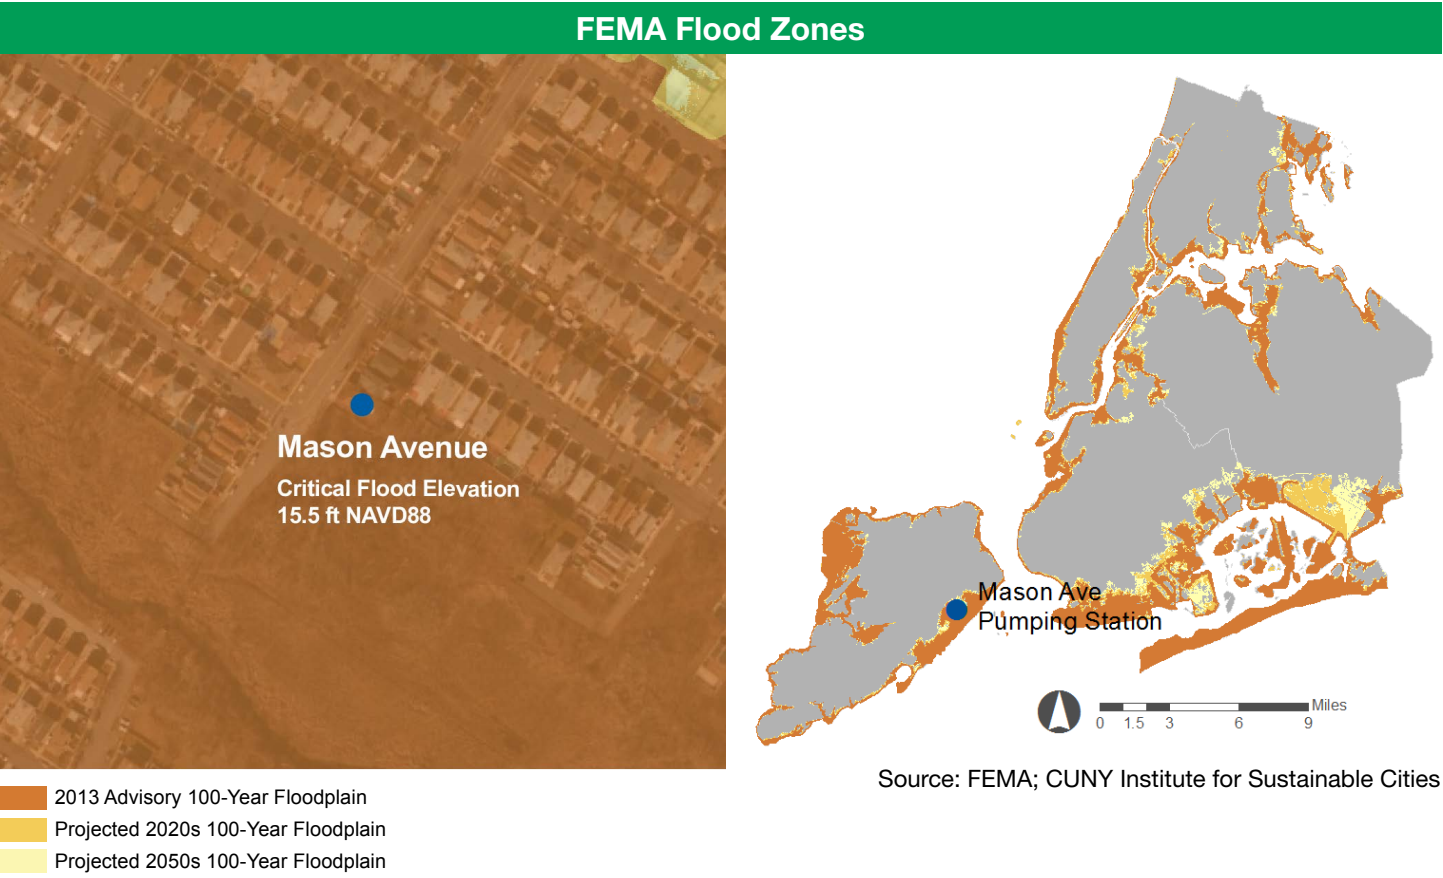 FEMA Flood Zones
Mason Avenue
Critical Flood Elevation
15.5 ft NAVD88
Mason Ave
Pumping Station
Miles
0 1.5 3 6 9
Source: FEMA; CUNY Institute for Sustainable Cities
2013 Advisory 100-Year Floodplain
Projected 2020s 100-Year Floodplain
Projected 2050s 100-Year Floodplain